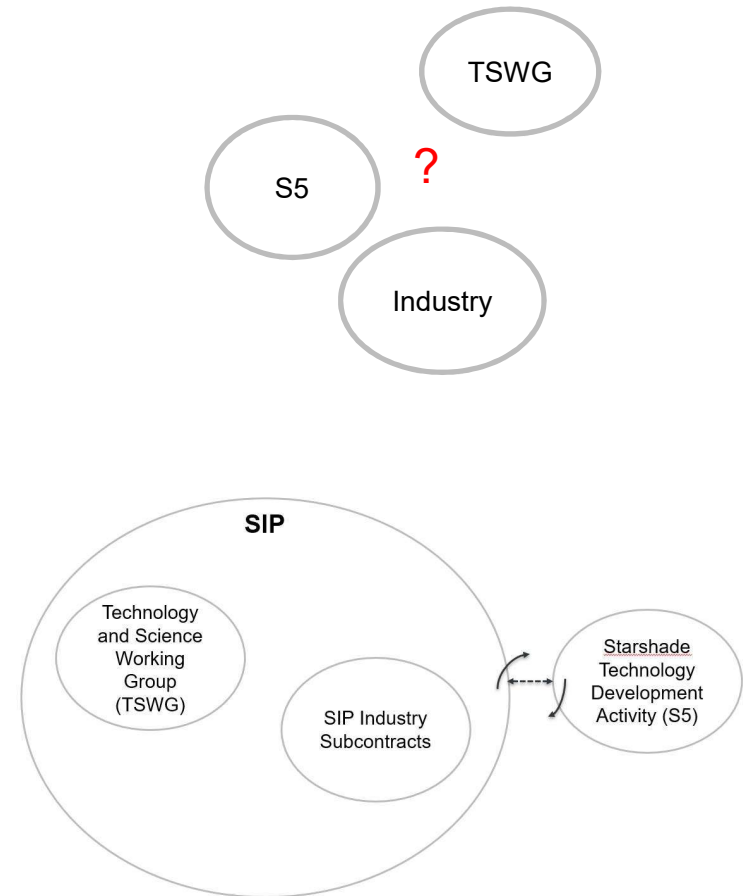 TSWG
?
S5
Industry
SIP
Technology
and Science
Working
Group
(TSWG)
SIP Industry
Subcontracts
Starshade
Technology
Development
Activity (S5)